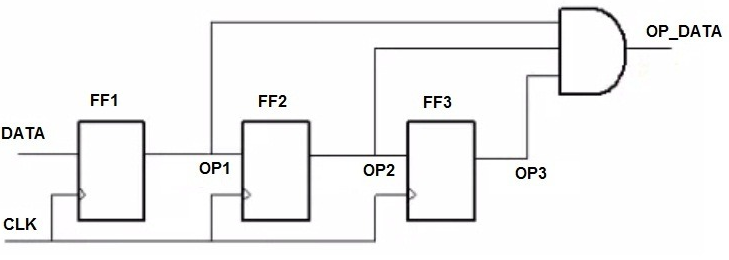 OP_DATA
FF1
FF2
FF3
DATA
OP1
OP2
OP3
CLK